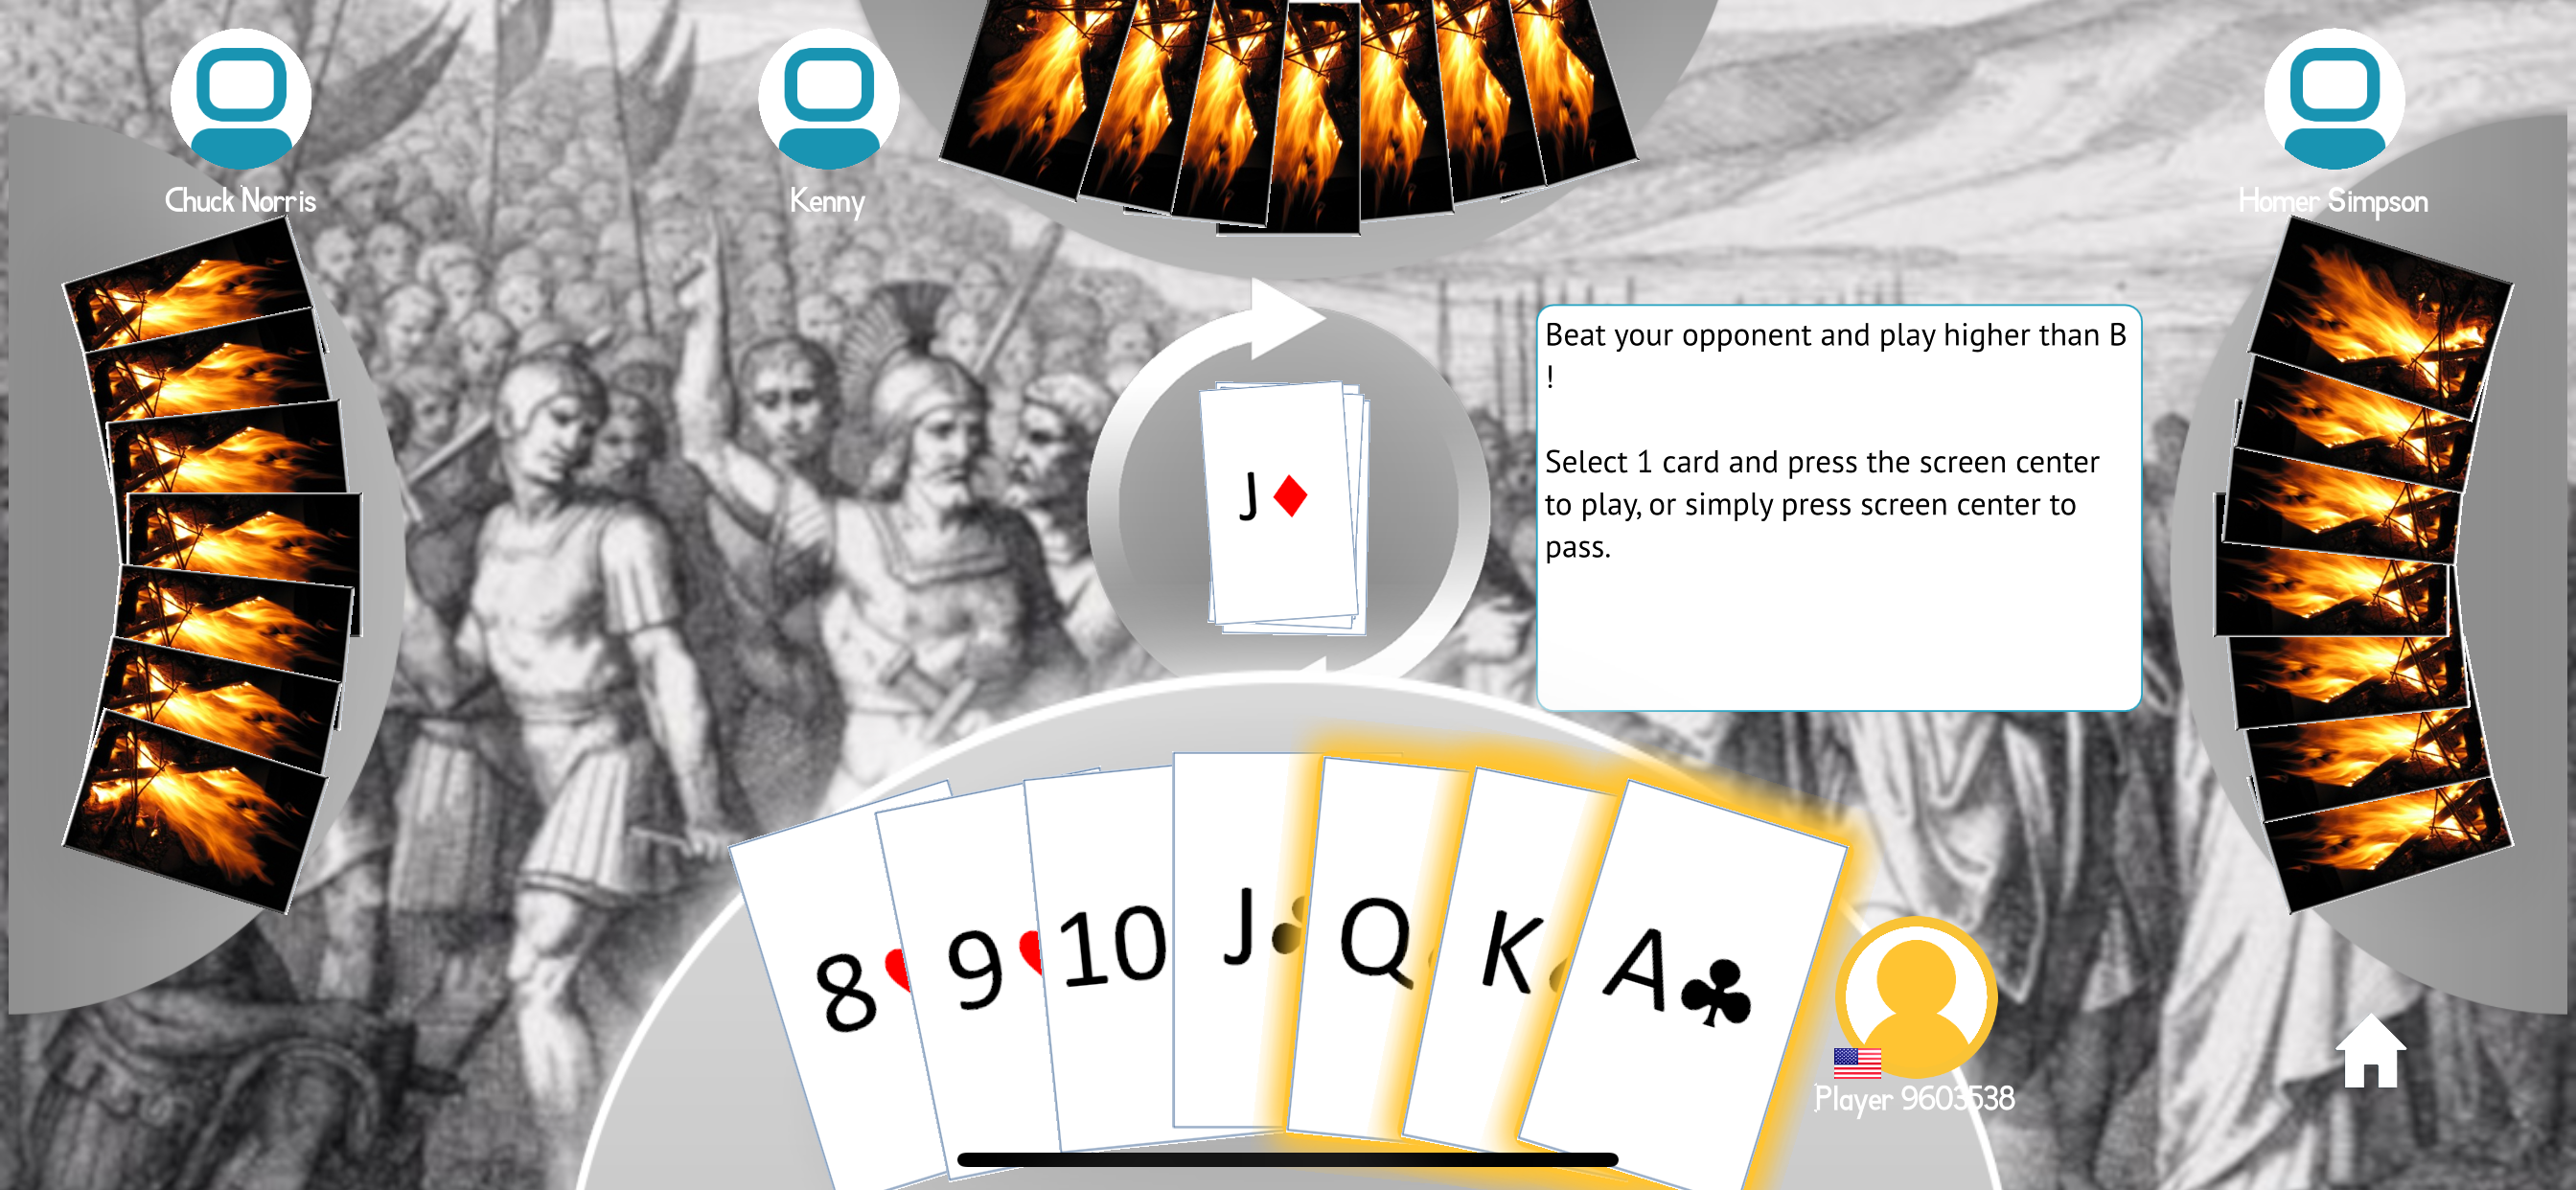 Chuck Norris
Kenny
Homer Simpson
Beat your opponent and play higher than B
!
Select 1 card and press the screen center
to play, or simply press screen center to
pass.
J♦
8♥
9♥
10
J♣
Q
K
A♣
Player 9603538